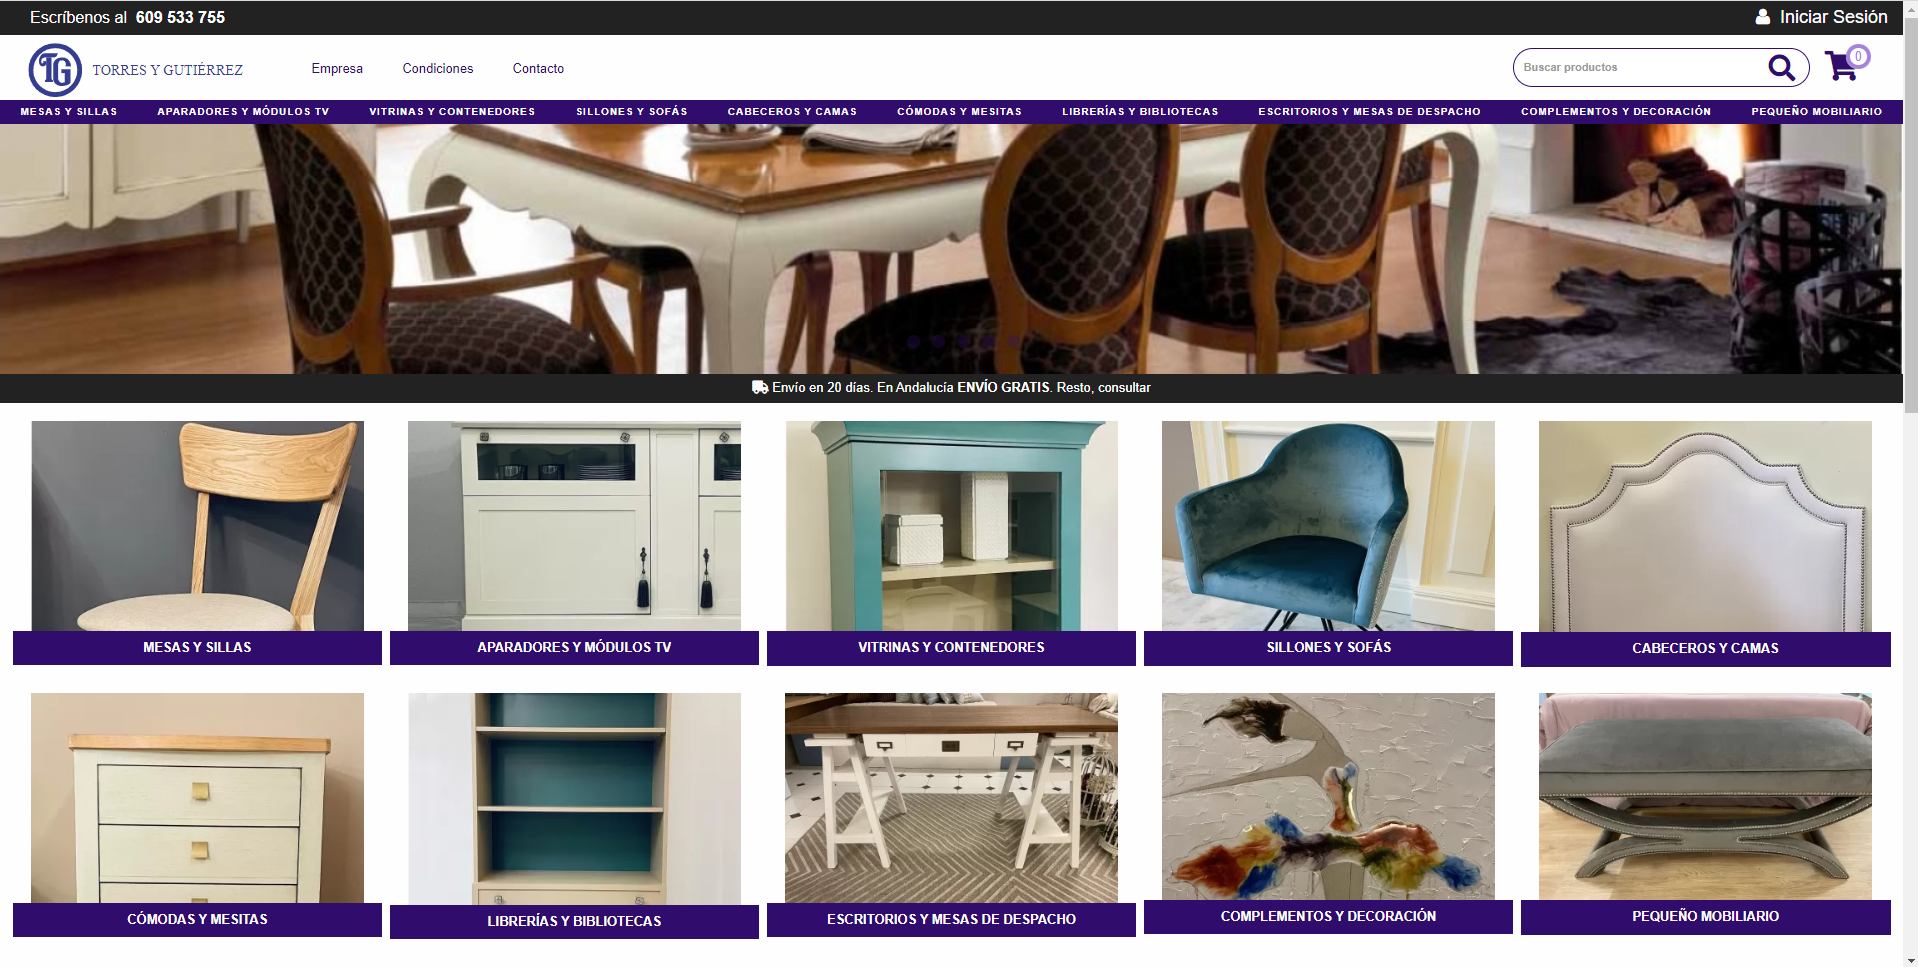 Escríbenos al 609 533 755
Iniciar Sesión
TG TORRES Y GUTIÉRREZ
Empresa
Condiciones
Contacto
Buscar productos
0
MESAS Y SILLAS
APARADORES Y MÓDULOS TV
VITRINAS Y CONTENEDORES
SILLONES Y SOFÁS
CABECEROS Y CAMAS
CÓMODAS Y MESITAS
LIBRERÍAS Y BIBLIOTECAS
ESCRITORIOS Y MESAS DE DESPACHO
COMPLEMENTOS Y DECORACIÓN
PEQUEÑO MOBILIARIO
Envío en 20 días. En Andalucía ENVÍO GRATIS. Resto, consultar
MESAS Y SILLAS
APARADORES Y MÓDULOS TV
VITRINAS Y CONTENEDORES
SILLONES Y SOFÁS
CABECEROS Y CAMAS
CÓMODAS Y MESITAS
LIBRERÍAS Y BIBLIOTECAS
ESCRITORIOS Y MESAS DE DESPACHO
COMPLEMENTOS Y DECORACIÓN
PEQUEÑO MOBILIARIO